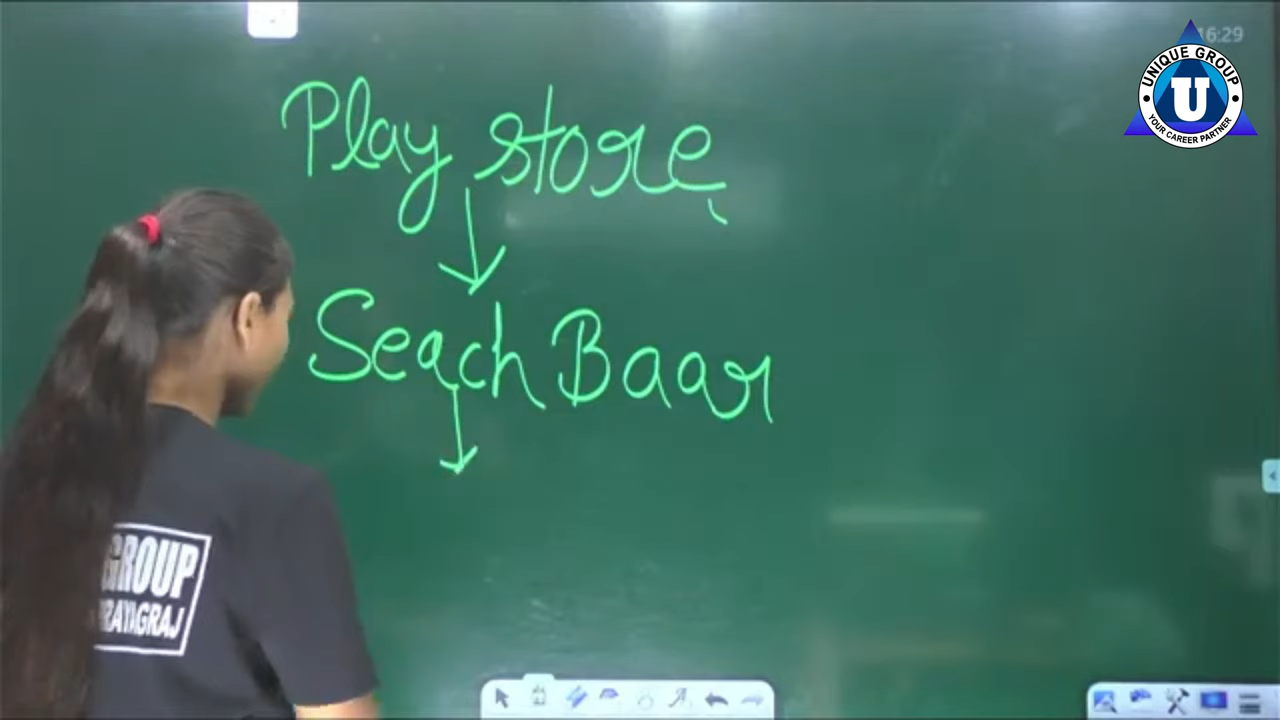 16:29
UNIQUE GROUP
U
YOUR CAREER PARTNER
Play store
Seach Baar
GROUP
PRAYAGRAJ